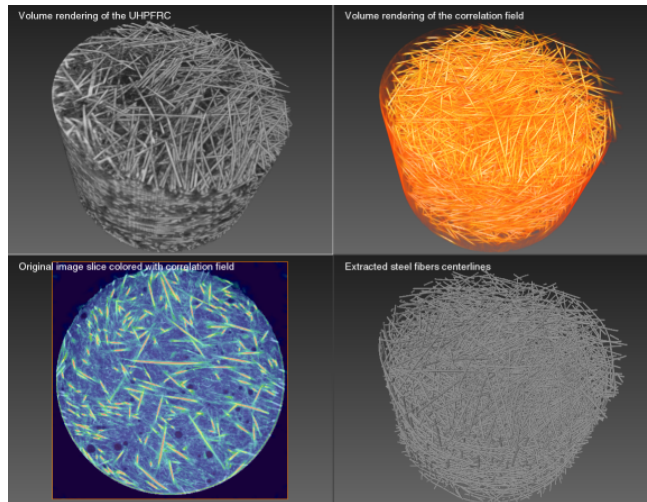 Volume rendering of the UHPFRC
Volume rendering of the correlation field
Original image slice colored with correlation field
Extracted steel fibers centerlines